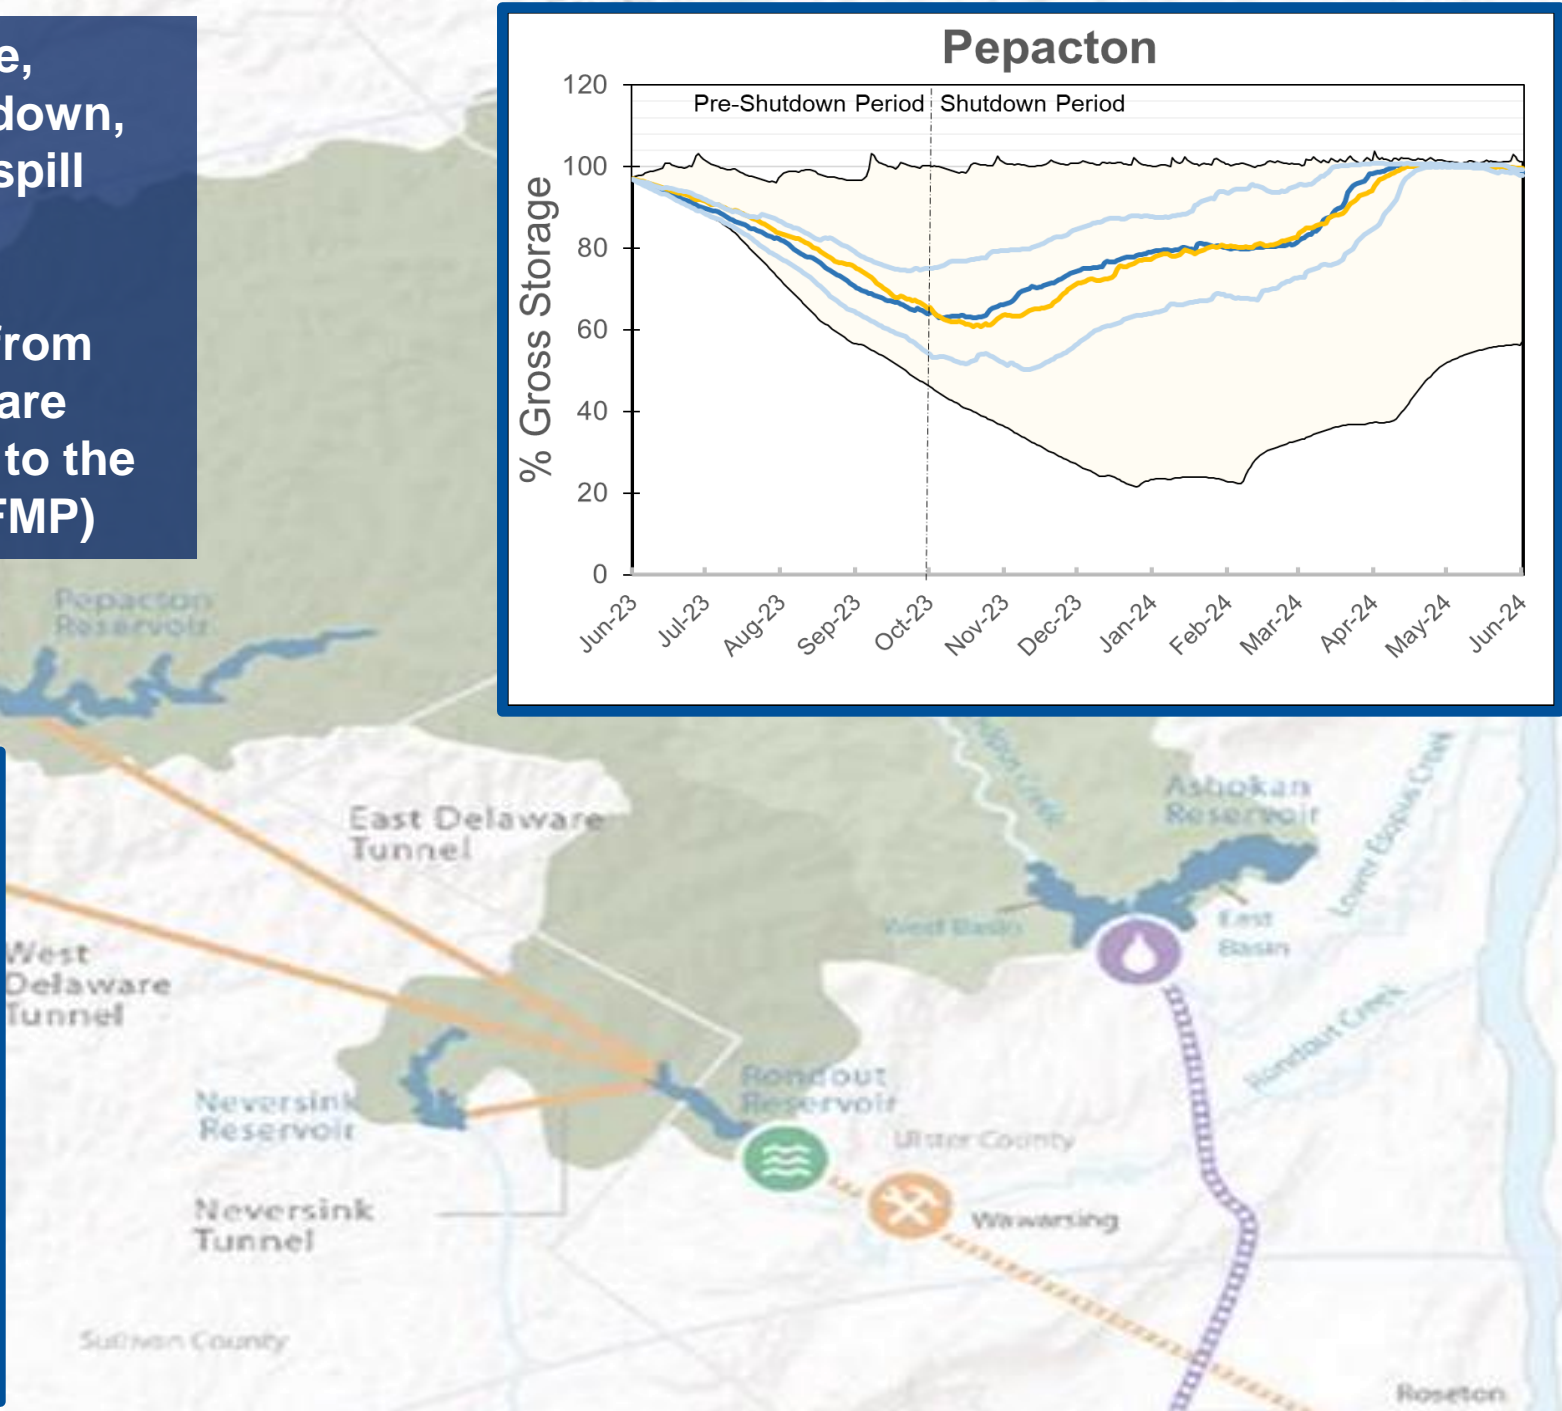 e,
down,
spill
from
are
to the
FMP)
Pepacton
Pre-Shutdown Period
Shutdown Period
% Gross Storage
120
100
80
60
40
20
0
Jun-23
Jul-23
Aug-23
Sep-23
Oct-23
Nov-23
Dec-23
Jan-24
Feb-24
Mar-24
Apr-24
May-24
Jun-24
Pepacton
Reservoir
East Delaware
Tunnel
West
Delaware
Tunnel
Ashokan
Reservoir
Lower Esopus Creek
West Basin
East
Basin
Rondout Creek
Neversink
Reservoir
Rondout
Reservoir
Ulster County
Neversink
Tunnel
Wawarsing
Sullivan County
Roseton